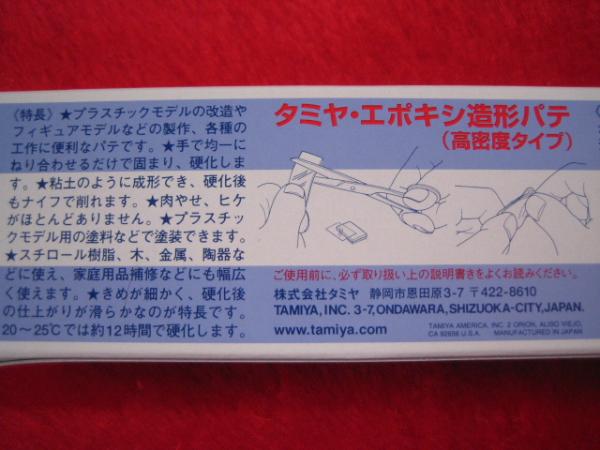 《特長》★プラスチックモデルの改造や
フィギュアモデルなどの製作、各種の
工作に便利なパテです。★手で均一に
ねり合わせるだけで固まり、硬化しま
す。★粘土のように成形でき、硬化後
もナイフで削れます。★肉やせ、ヒケ
がほとんどありません。★プラスチッ
クモデル用の塗料などで塗装できます。
★スチロール樹脂、木、金属、陶器な
どに使え、家庭用品補修などにも幅広
く使えます。★きめが細かく、硬化後
の仕上がりが滑らかなのが特長です。
20～25℃では約12時間で硬化します。
タミヤ・エポキシ造形パテ
(高密度タイプ)
ご使用前に、必ず取り扱い上の説明書きをよくお読みください。
株式会社タミヤ 静岡市恩田原3-7 〒422-8610
TAMIYA, INC. 3-7, ONDAWARA, SHIZUOKA-CITY, JAPAN.
www.tamiya.com
TAMIYA AMERICA, INC. 2 ORION, ALISO VIEJO,
CA 92656 U.S.A. MANUFACTURED IN JAPAN